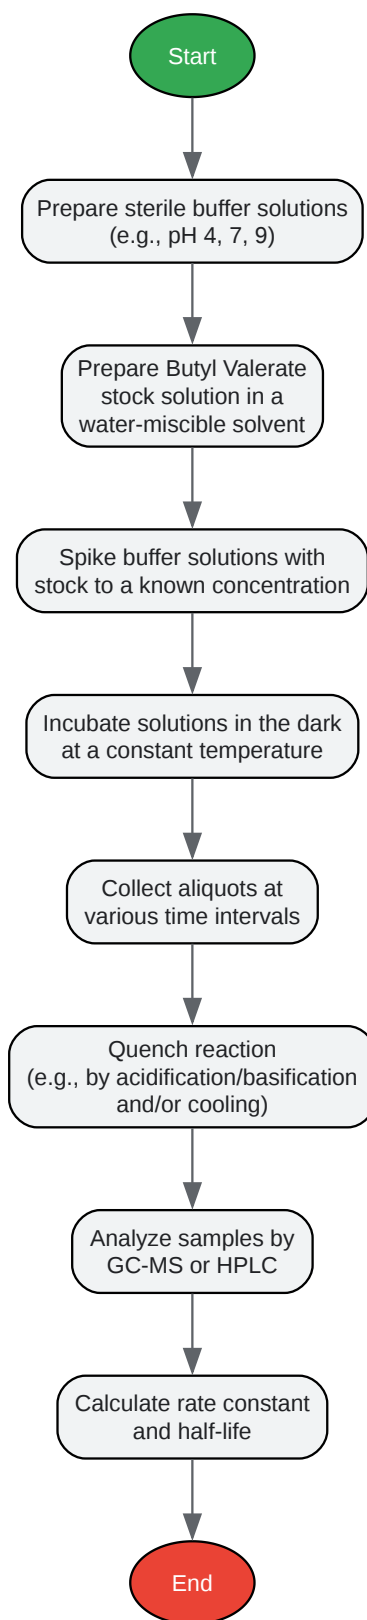 Start
Prepare sterile buffer solutions
(e.g., pH 4, 7, 9)
Prepare Butyl Valerate
stock solution in a
water-miscible solvent
Spike buffer solutions with
stock to a known concentration
Incubate solutions in the dark
at a constant temperature
Collect aliquots at
various time intervals
Quench reaction
(e.g., by acidification/basification
and/or cooling)
Analyze samples by
GC-MS or HPLC
Calculate rate constant
and half-life
End